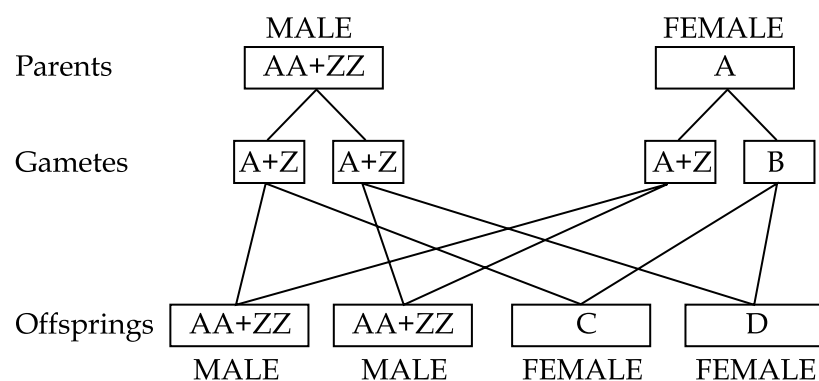 MALE FEMALE
Parents AA+ZZ A
Gametes A+Z A+Z A+Z B
Offsprings AA+ZZ AA+ZZ C D
MALE MALE FEMALE FEMALE